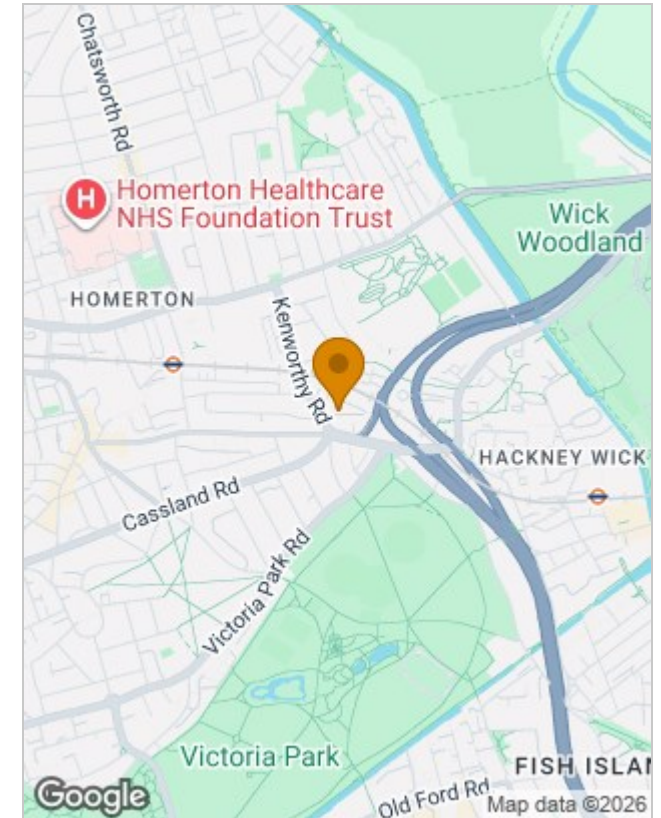 Chatsworth Rd
H
Homerton Healthcare
NHS Foundation Trust
Wick
Woodland
HOMERTON
Kenworthy Rd
HACKNEY WICK
Cassland Rd
Victoria Park Rd
Victoria Park
FISH ISLAN
Old Ford Rd
Google
Map data ©2026